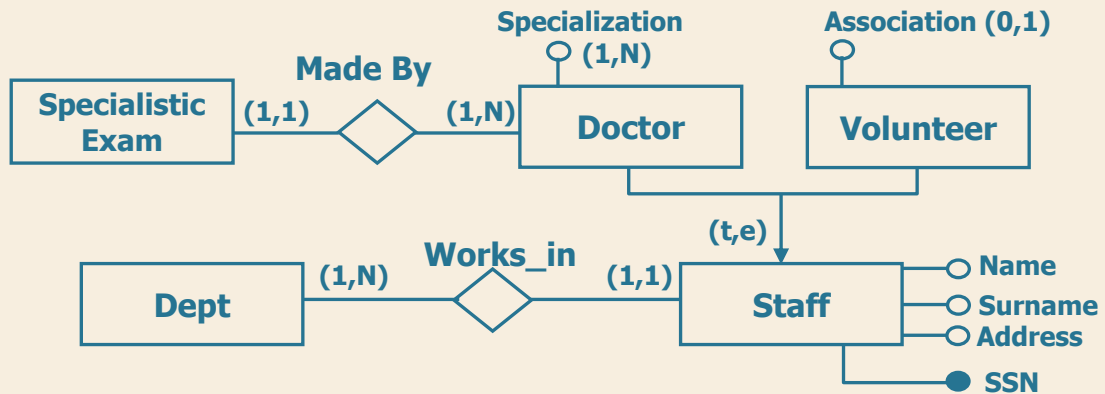 Specialization
(1,N)
Association (0,1)
Made By
Specialistic
Exam
(1,1)
(1,N)
Doctor
Volunteer
(t,e)
Works_in
Dept
(1,N)
(1,1)
Staff
Name
Surname
Address
SSN